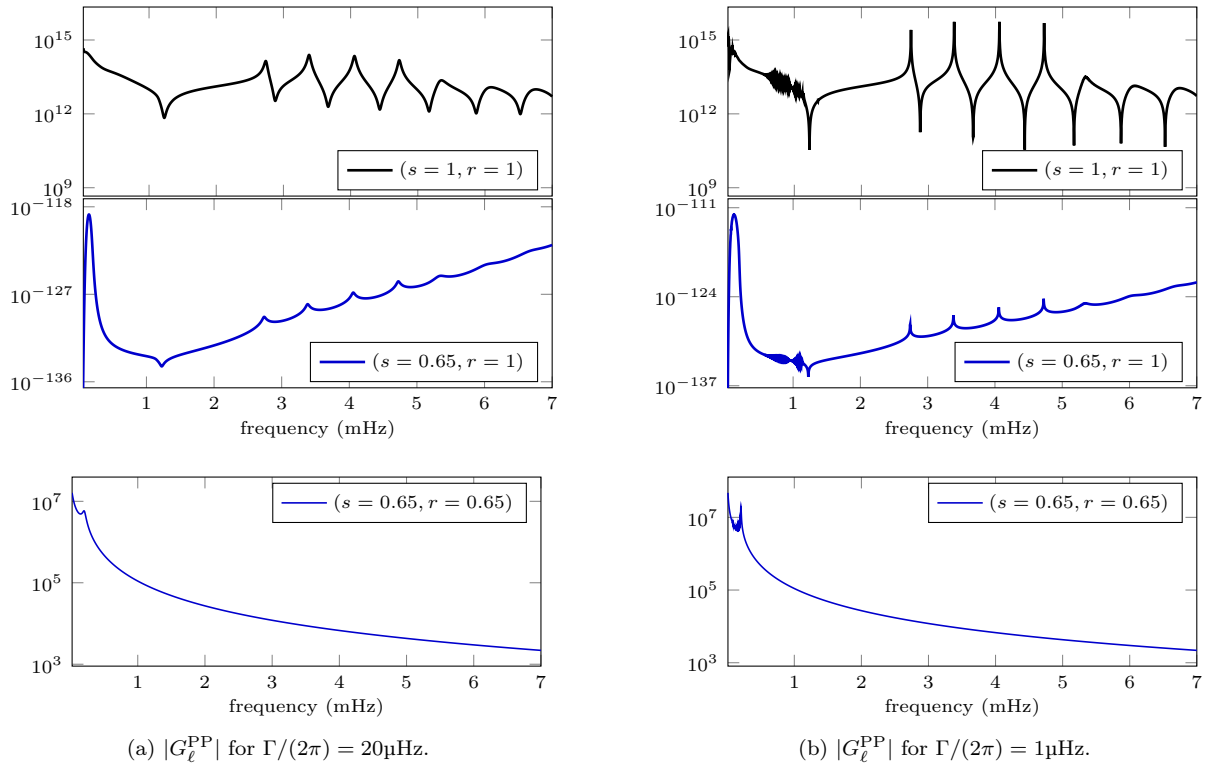 10^15
10^12
10^9
(s = 1, r = 1)
10^−118
10^−127
10^−136
(s = 0.65, r = 1)
1 2 3 4 5 6 7
frequency (mHz)
10^7
10^5
10^3
(s = 0.65, r = 0.65)
1 2 3 4 5 6 7
frequency (mHz)
(a) |G_ℓ^PP| for Γ/(2π) = 20µHz.
10^15
10^12
10^9
(s = 1, r = 1)
10^−111
10^−124
10^−137
(s = 0.65, r = 1)
1 2 3 4 5 6 7
frequency (mHz)
10^7
10^5
10^3
(s = 0.65, r = 0.65)
1 2 3 4 5 6 7
frequency (mHz)
(b) |G_ℓ^PP| for Γ/(2π) = 1µHz.